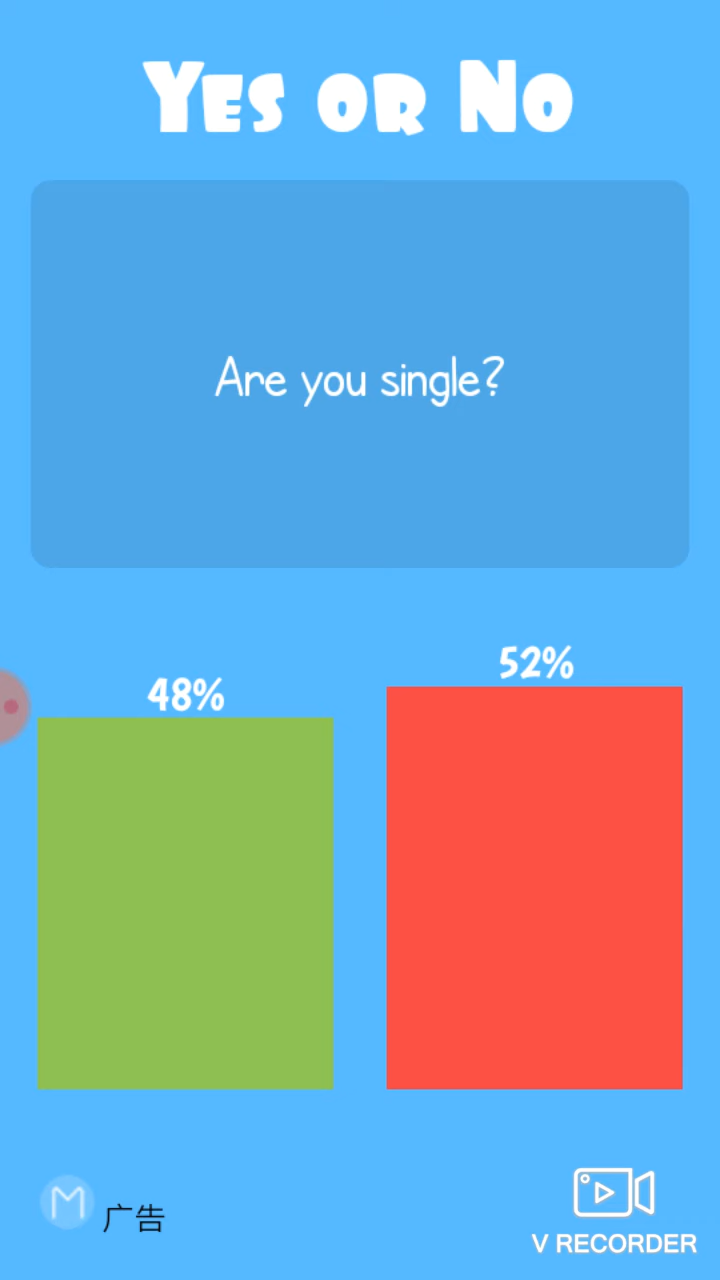 Yes or No
Are you single?
52%
48%
M
广告
V RECORDER